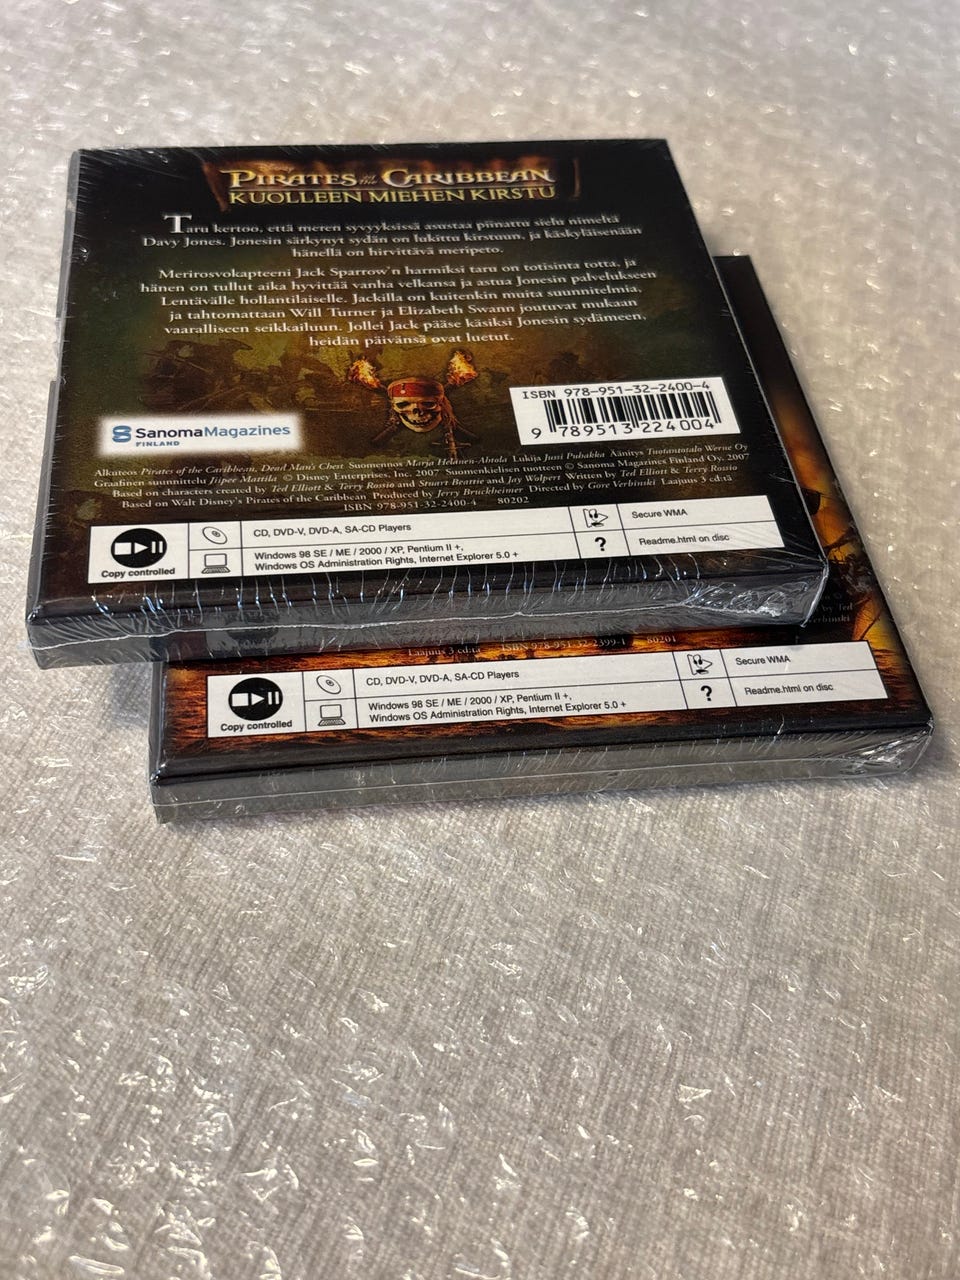 Disney
PIRATES OF THE CARIBBEAN
KUOLLEEN MIEHEN KIRSTU
Taru kertoo, että meren syvyyksissä asustaa piinattu sielu nimeltä
Davy Jones. Jonesin särkynyt sydän on lukittu kirstuun, ja käskyläisenään
hänellä on hirvittävä meripeto.
Merirosvokapteeni Jack Sparrow'n harmiksi taru on totisinta totta, ja
hänen on tullut aika hyvittää vanha velkansa ja astua Jonesin palvelukseen
Lentävälle hollantilaiselle. Jackilla on kuitenkin muita suunnitelmia,
ja tahtomattaan Will Turner ja Elizabeth Swann joutuvat mukaan
vaaralliseen seikkailuun. Jollei Jack pääse käsiksi Jonesin sydämeen,
heidän päivänsä ovat luetut.
ISBN 978-951-32-2400-4
9 789513 224004
SanomaMagazines
FINLAND
Alkuteos Pirates of the Caribbean, Dead Man's Chest Suomennos Marja Helanen-Ahtola Lukija Jussi Puhakka Äänitys Tuotantotalo Werne Oy
Graafinen suunnittelu Jiipee Mattila © Disney Enterprises, Inc. 2007 Suomenkielisen tuotteen © Sanoma Magazines Finland Oy, 2007
Based on characters created by Ted Elliott & Terry Rossio and Stuart Beattie and Jay Wolpert Written by Ted Elliott & Terry Rossio
Based on Walt Disney's Pirates of the Caribbean Produced by Jerry Bruckheimer Directed by Gore Verbinski Laajuus 3 cd:tä
ISBN 978-951-32-2400-4 80202
Copy controlled
CD, DVD-V, DVD-A, SA-CD Players
Windows 98 SE / ME / 2000 / XP, Pentium II +,
Windows OS Administration Rights, Internet Explorer 5.0 +
Secure WMA
?
Readme.html on disc
by Ted
Verbinski
Laajuus 3 cd:tä ISBN 978-951-32-2399-1 80201
Copy controlled
CD, DVD-V, DVD-A, SA-CD Players
Windows 98 SE / ME / 2000 / XP, Pentium II +,
Windows OS Administration Rights, Internet Explorer 5.0 +
Secure WMA
?
Readme.html on disc